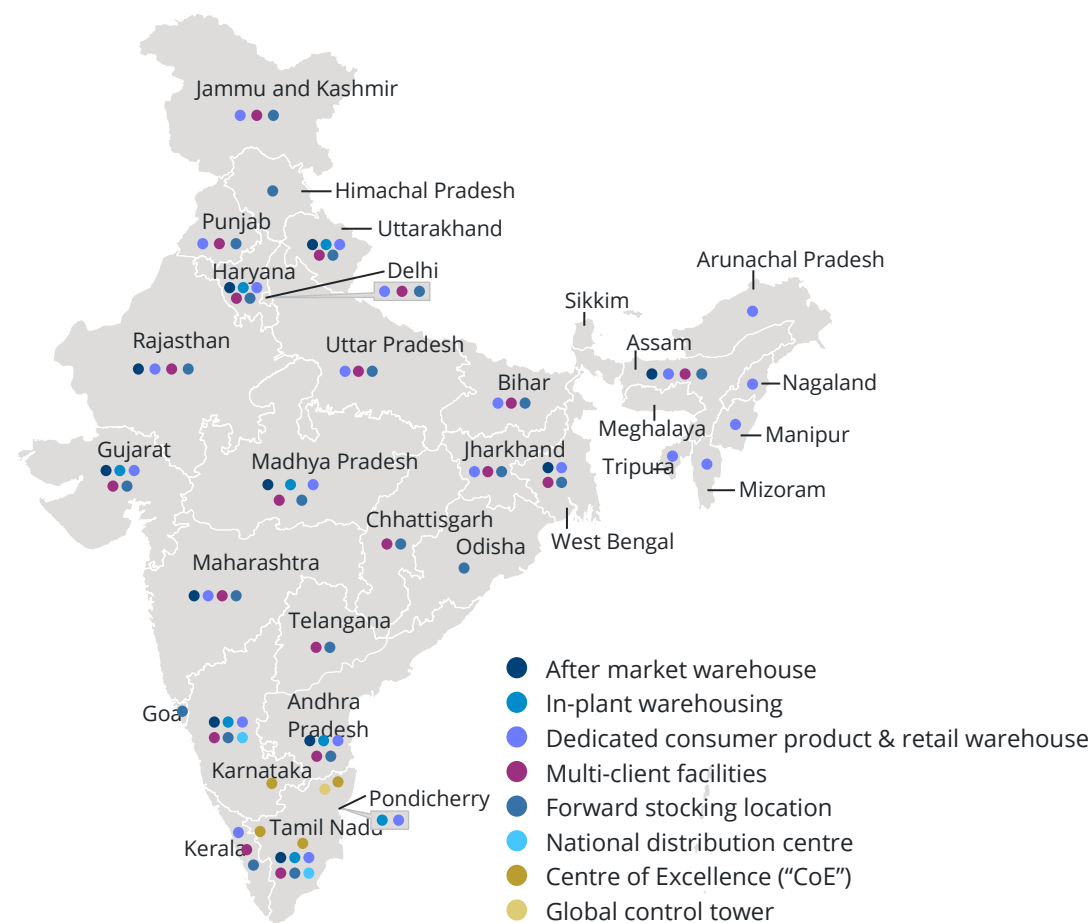 Jammu and Kashmir
Himachal Pradesh
Punjab
Uttarakhand
Haryana
Delhi
Arunachal Pradesh
Sikkim
Rajasthan
Uttar Pradesh
Assam
Bihar
Nagaland
Meghalaya
Manipur
Gujarat
Madhya Pradesh
Jharkhand
Tripura
Mizoram
Chhattisgarh
Odisha
West Bengal
Maharashtra
Telangana
Goa
Andhra
Pradesh
Karnataka
Pondicherry
Tamil Nadu
Kerala
After market warehouse
In-plant warehousing
Dedicated consumer product & retail warehouse
Multi-client facilities
Forward stocking location
National distribution centre
Centre of Excellence (“CoE”)
Global control tower